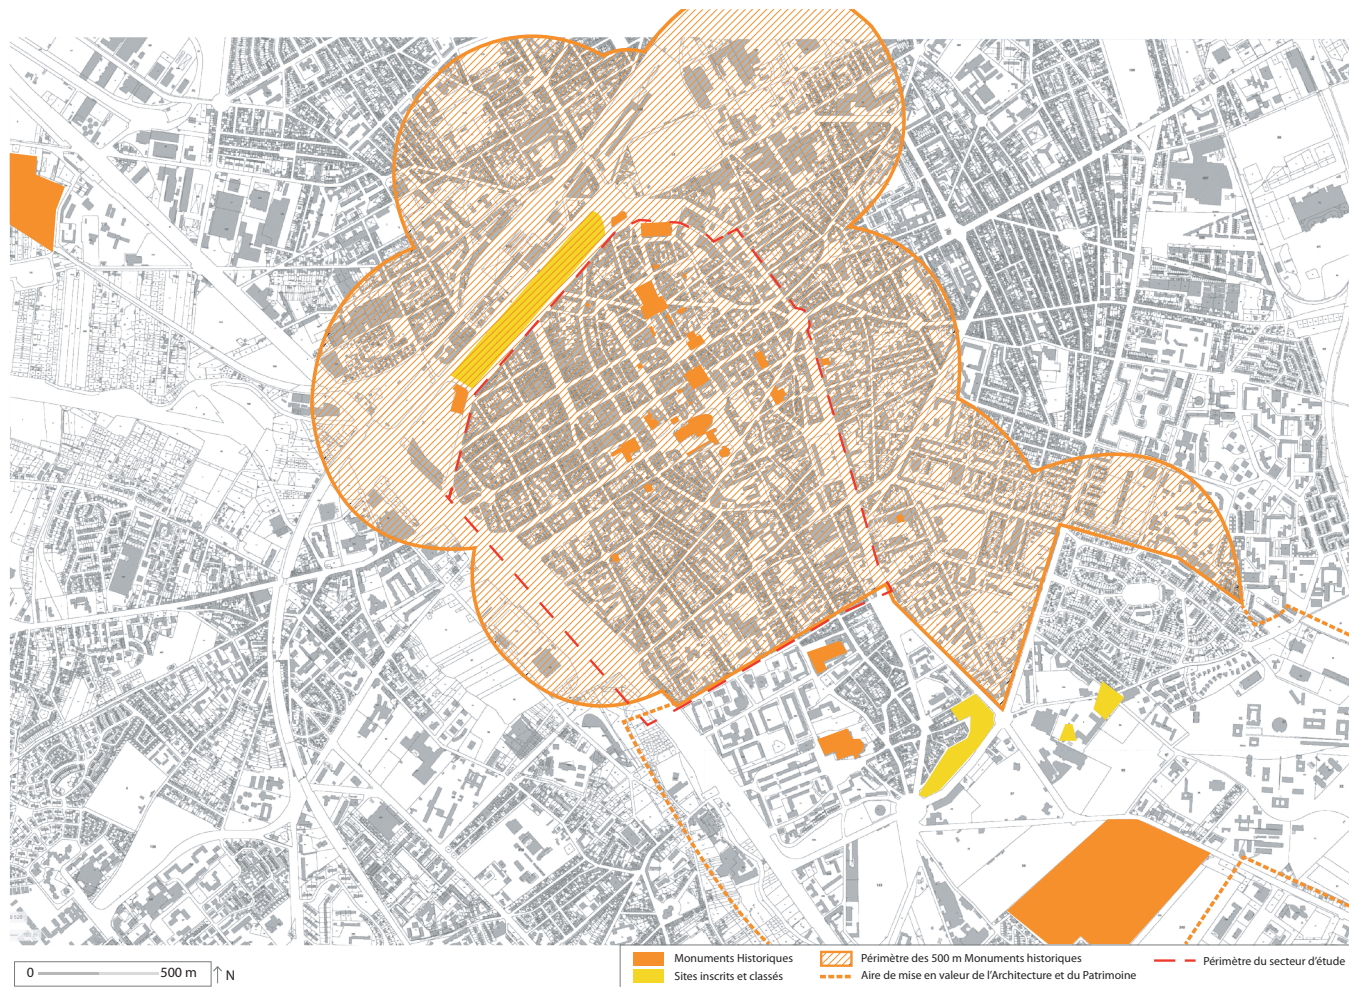 0 500 m N
Monuments Historiques
Sites inscrits et classés
Périmètre des 500 m Monuments historiques
Aire de mise en valeur de l'Architecture et du Patrimoine
Périmètre du secteur d'étude